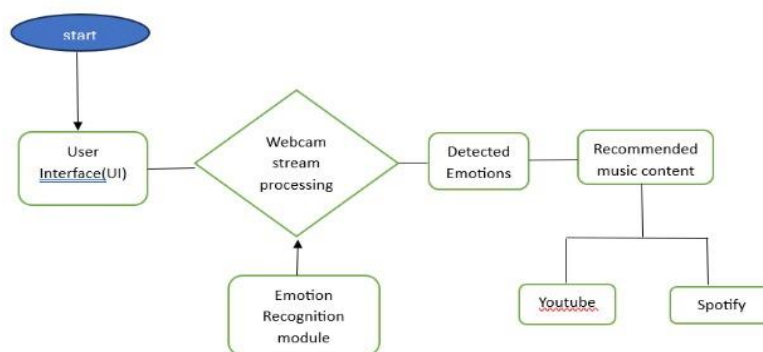 start
User
Interface(UI)
Webcam
stream
processing
Detected
Emotions
Recommended
music content
Emotion
Recognition
module
Youtube
Spotify